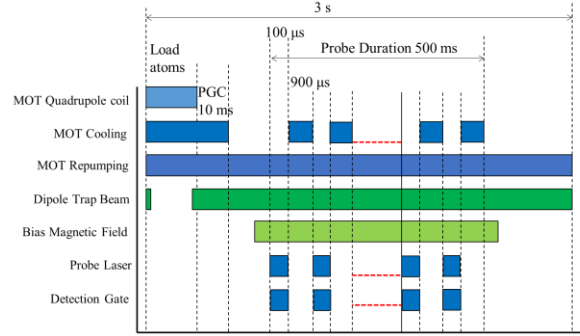 3 s
100 μs
Probe Duration 500 ms
Load
atoms
900 μs
PGC
10 ms
MOT Quadrupole coil
MOT Cooling
MOT Repumping
Dipole Trap Beam
Bias Magnetic Field
Probe Laser
Detection Gate